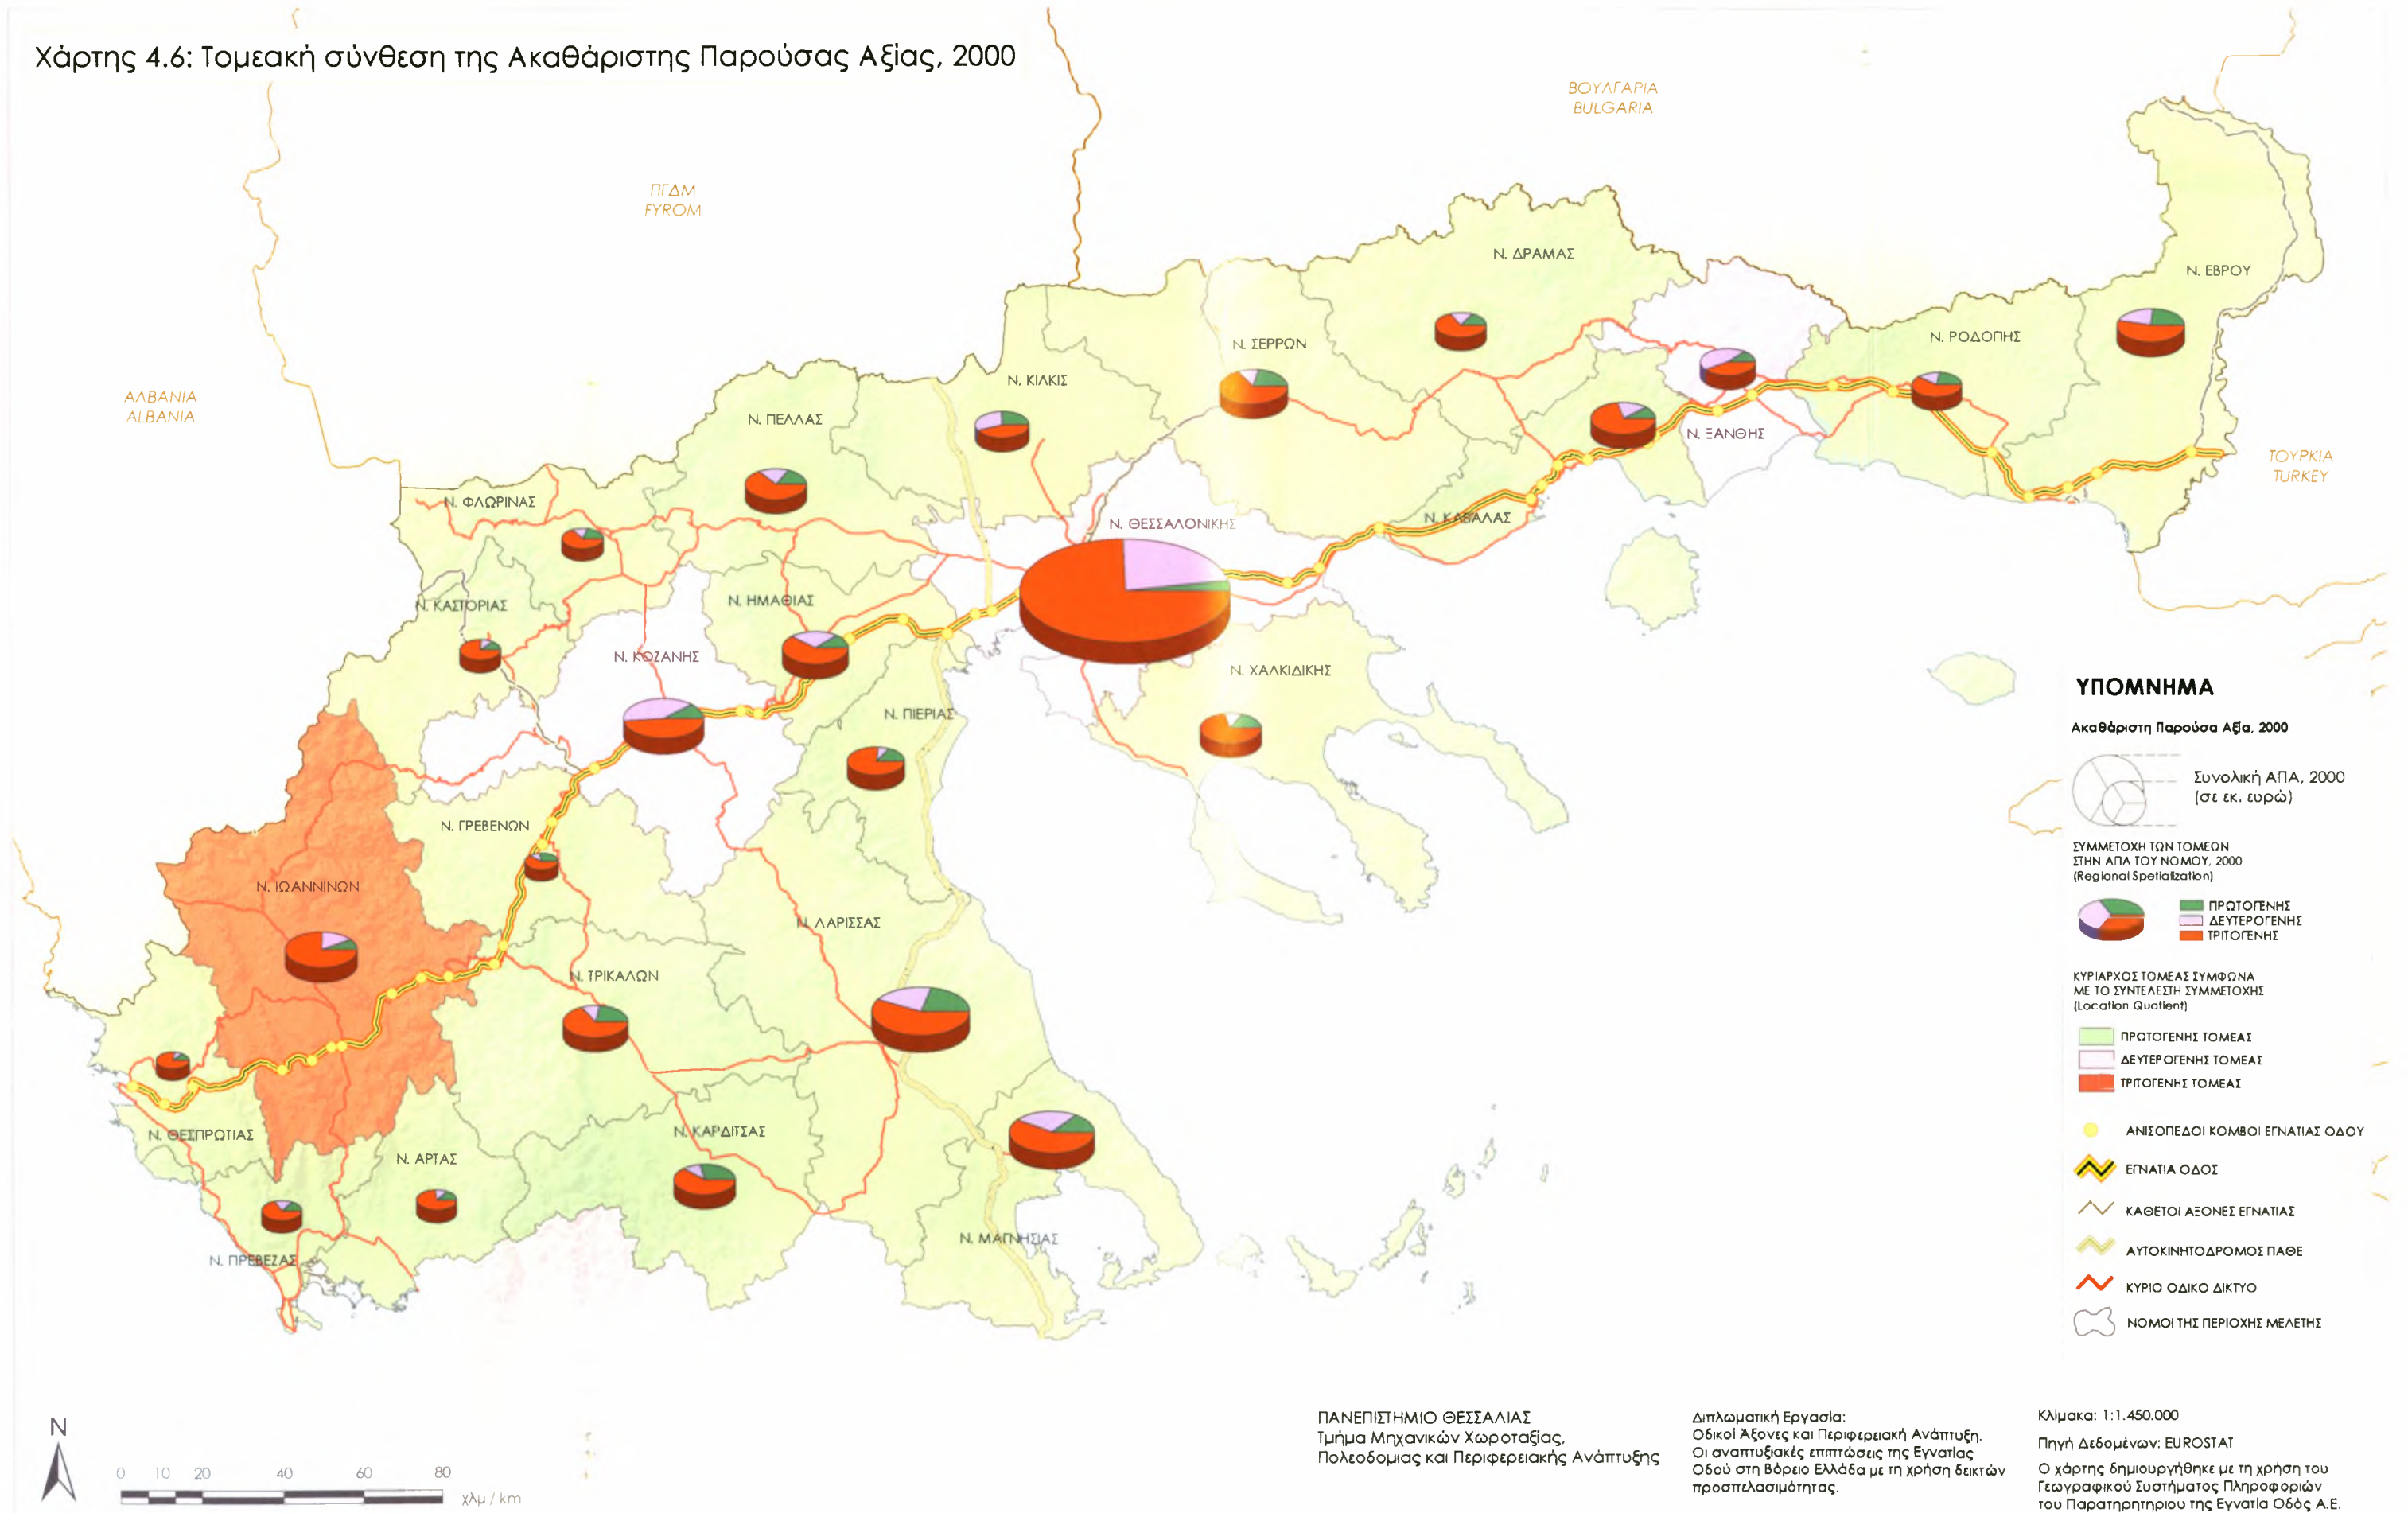 Χάρτης 4.6: Τομεακή σύνθεση της Ακαθάριστης Παρούσας Αξίας, 2000
ΒΟΥΛΓΑΡΙΑ
BULGARIA
ΠΓΔΜ
FYROM
ΑΛΒΑΝΙΑ
ALBANIA
ΤΟΥΡΚΙΑ
TURKEY
Ν. ΔΡΑΜΑΣ
Ν. ΕΒΡΟΥ
Ν. ΣΕΡΡΩΝ
Ν. ΡΟΔΟΠΗΣ
Ν. ΚΙΛΚΙΣ
Ν. ΠΕΛΛΑΣ
Ν. ΞΑΝΘΗΣ
Ν. ΦΛΩΡΙΝΑΣ
Ν. ΘΕΣΣΑΛΟΝΙΚΗΣ
Ν. ΚΑΒΑΛΑΣ
Ν. ΚΑΣΤΟΡΙΑΣ
Ν. ΗΜΑΘΙΑΣ
Ν. ΚΟΖΑΝΗΣ
Ν. ΧΑΛΚΙΔΙΚΗΣ
Ν. ΠΙΕΡΙΑΣ
Ν. ΓΡΕΒΕΝΩΝ
Ν. ΙΩΑΝΝΙΝΩΝ
Ν. ΛΑΡΙΣΣΑΣ
Ν. ΤΡΙΚΑΛΩΝ
Ν. ΘΕΣΠΡΩΤΙΑΣ
Ν. ΚΑΡΔΙΤΣΑΣ
Ν. ΑΡΤΑΣ
Ν. ΜΑΓΝΗΣΙΑΣ
Ν. ΠΡΕΒΕΖΑΣ
ΥΠΟΜΝΗΜΑ
Ακαθάριστη Παρούσα Αξία, 2000
Συνολική ΑΠΑ, 2000
(σε εκ. ευρώ)
ΣΥΜΜΕΤΟΧΗ ΤΩΝ ΤΟΜΕΩΝ
ΣΤΗΝ ΑΠΑ ΤΟΥ ΝΟΜΟΥ, 2000
(Regional Spetialization)
ΠΡΩΤΟΓΕΝΗΣ
ΔΕΥΤΕΡΟΓΕΝΗΣ
ΤΡΙΤΟΓΕΝΗΣ
ΚΥΡΙΑΡΧΟΣ ΤΟΜΕΑΣ ΣΥΜΦΩΝΑ
ΜΕ ΤΟ ΣΥΝΤΕΛΕΣΤΗ ΣΥΜΜΕΤΟΧΗΣ
(Location Quotient)
ΠΡΩΤΟΓΕΝΗΣ ΤΟΜΕΑΣ
ΔΕΥΤΕΡΟΓΕΝΗΣ ΤΟΜΕΑΣ
ΤΡΙΤΟΓΕΝΗΣ ΤΟΜΕΑΣ
ΑΝΙΣΟΠΕΔΟΙ ΚΟΜΒΟΙ ΕΓΝΑΤΙΑΣ ΟΔΟΥ
ΕΓΝΑΤΙΑ ΟΔΟΣ
ΚΑΘΕΤΟΙ ΑΞΟΝΕΣ ΕΓΝΑΤΙΑΣ
ΑΥΤΟΚΙΝΗΤΟΔΡΟΜΟΣ ΠΑΘΕ
ΚΥΡΙΟ ΟΔΙΚΟ ΔΙΚΤΥΟ
ΝΟΜΟΙ ΤΗΣ ΠΕΡΙΟΧΗΣ ΜΕΛΕΤΗΣ
N
0 10 20 40 60 80
χλμ / km
ΠΑΝΕΠΙΣΤΗΜΙΟ ΘΕΣΣΑΛΙΑΣ
Τμήμα Μηχανικών Χωροταξίας,
Πολεοδομιας και Περιφερειακής Ανάπτυξης
Διπλωματική Εργασία:
Οδικοί Άξονες και Περιφερειακή Ανάπτυξη.
Οι αναπτυξιακές επιπτώσεις της Εγνατίας
Οδού στη Βόρειο Ελλάδα με τη χρήση δεικτών
προσπελασιμότητας.
Κλίμακα: 1:1.450.000
Πηγή Δεδομένων: EUROSTAT
Ο χάρτης δημιουργήθηκε με τη χρήση του
Γεωγραφικού Συστήματος Πληροφοριών
του Παρατηρητηριου της Εγνατία Οδός Α.Ε.